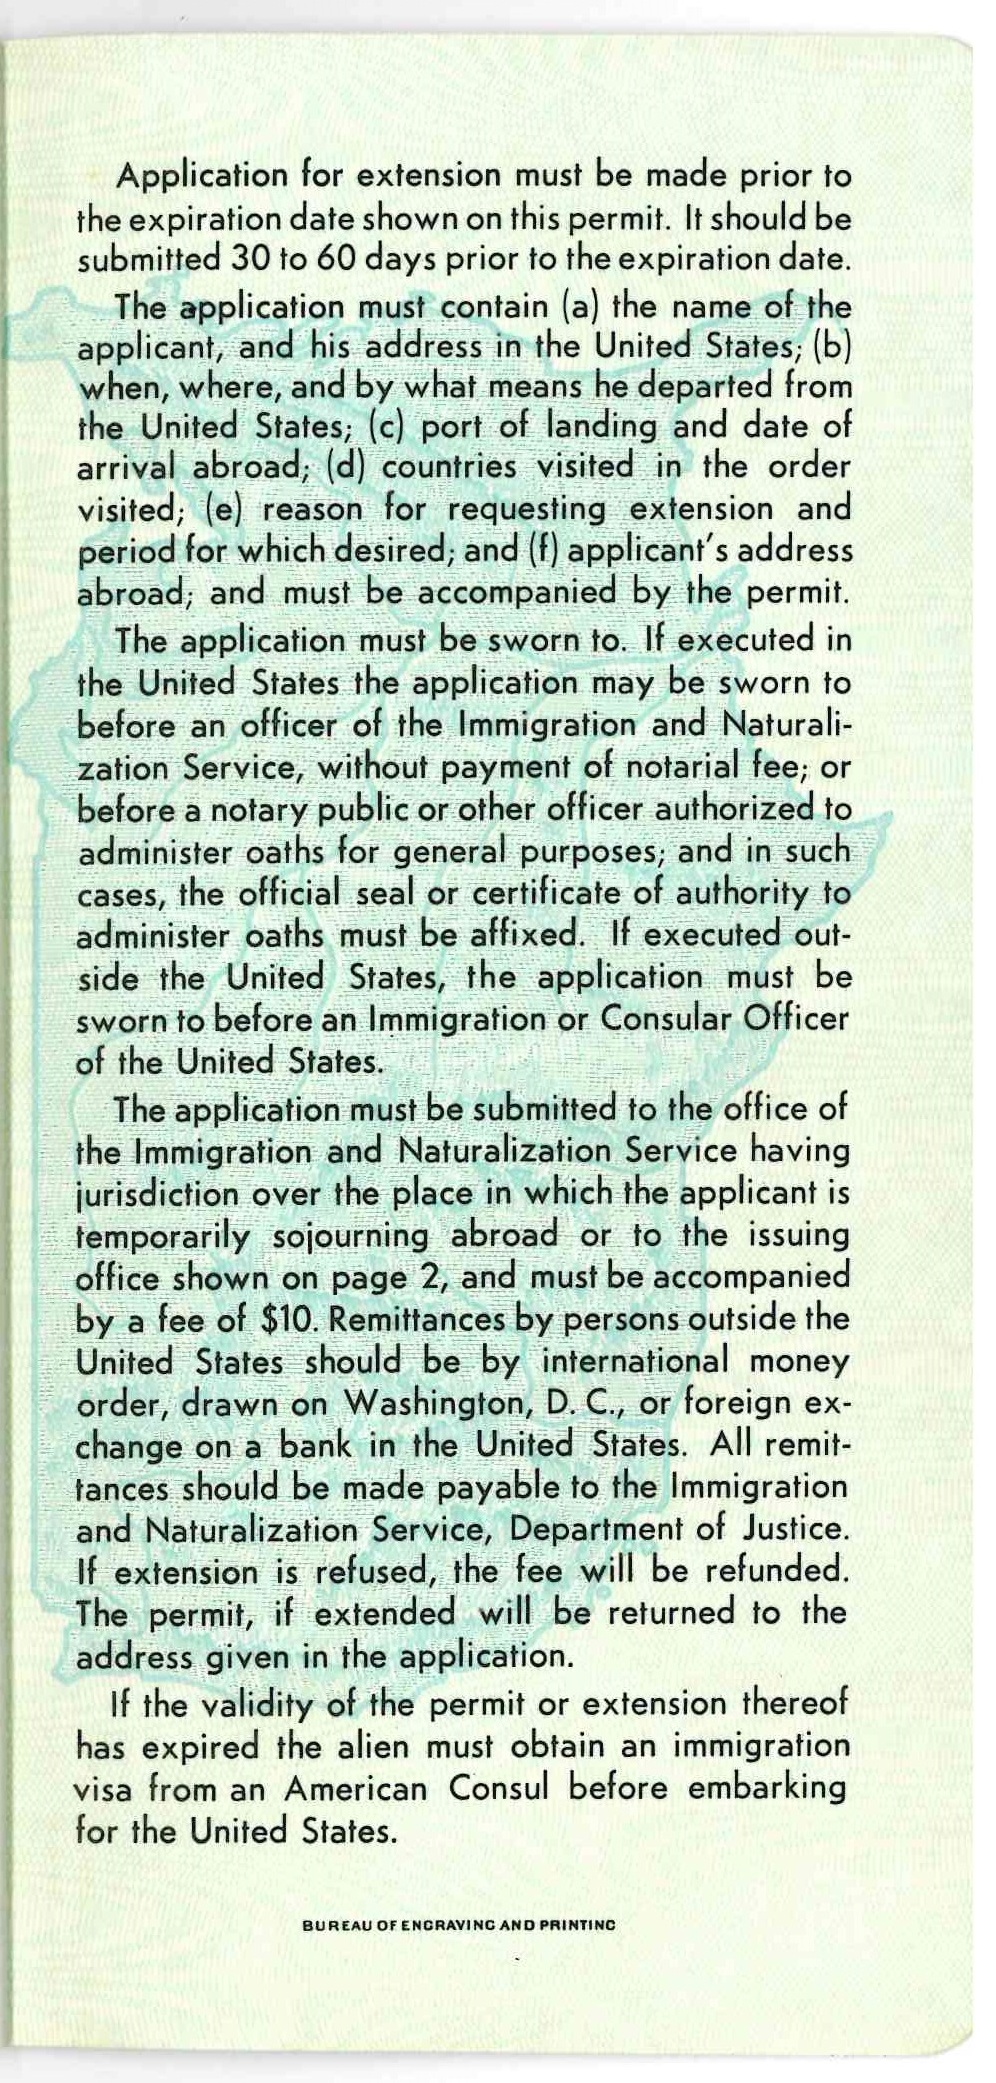 Application for extension must be made prior to
the expiration date shown on this permit. It should be
submitted 30 to 60 days prior to the expiration date.
The application must contain (a) the name of the
applicant, and his address in the United States; (b)
when, where, and by what means he departed from
the United States; (c) port of landing and date of
arrival abroad; (d) countries visited in the order
visited; (e) reason for requesting extension and
period for which desired; and (f) applicant's address
abroad; and must be accompanied by the permit.
The application must be sworn to. If executed in
the United States the application may be sworn to
before an officer of the Immigration and Naturali-
zation Service, without payment of notarial fee; or
before a notary public or other officer authorized to
administer oaths for general purposes; and in such
cases, the official seal or certificate of authority to
administer oaths must be affixed. If executed out-
side the United States, the application must be
sworn to before an Immigration or Consular Officer
of the United States.
The application must be submitted to the office of
the Immigration and Naturalization Service having
jurisdiction over the place in which the applicant is
temporarily sojourning abroad or to the issuing
office shown on page 2, and must be accompanied
by a fee of $10. Remittances by persons outside the
United States should be by international money
order, drawn on Washington, D. C., or foreign ex-
change on a bank in the United States. All remit-
tances should be made payable to the Immigration
and Naturalization Service, Department of Justice.
If extension is refused, the fee will be refunded.
The permit, if extended will be returned to the
address given in the application.
If the validity of the permit or extension thereof
has expired the alien must obtain an immigration
visa from an American Consul before embarking
for the United States.
BUREAU OF ENGRAVING AND PRINTING